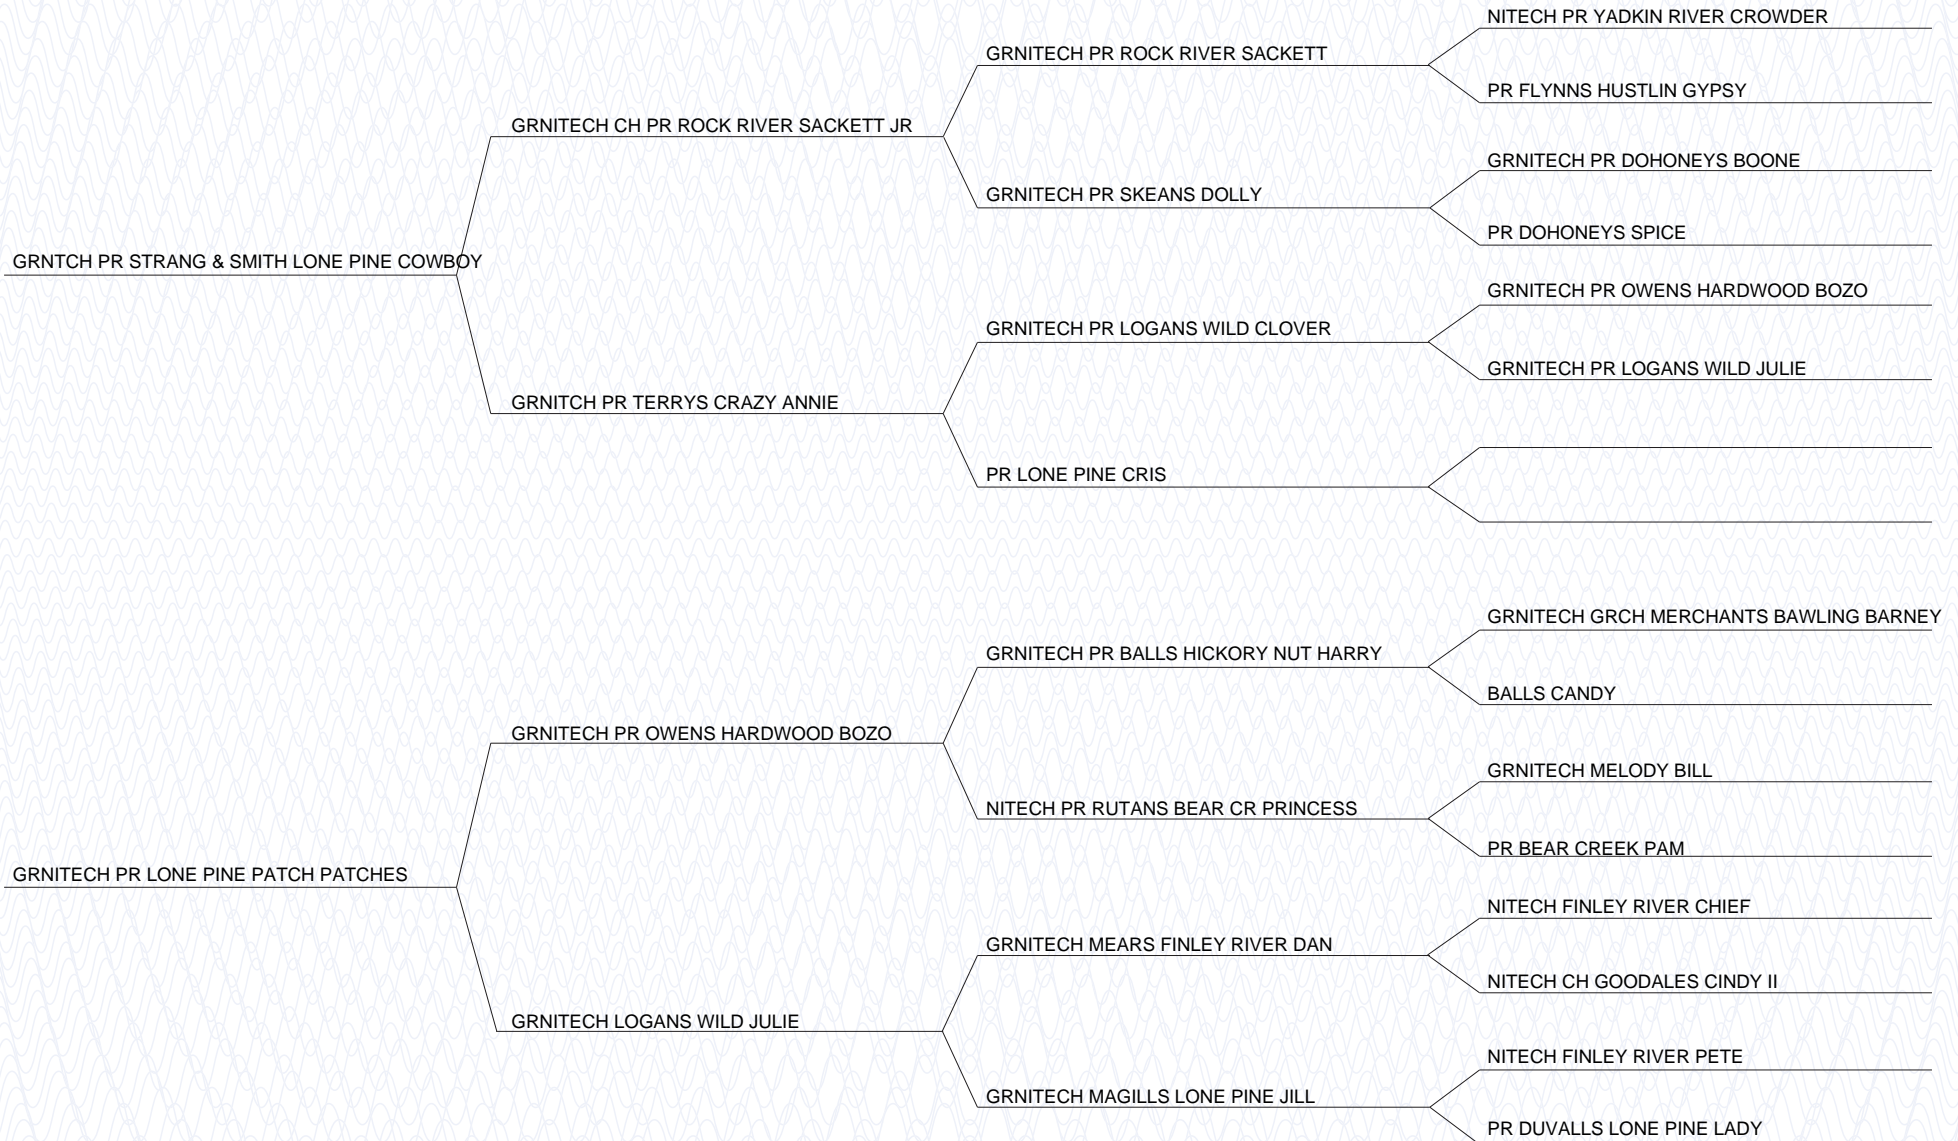 NITECH PR YADKIN RIVER CROWDER
GRNITECH PR ROCK RIVER SACKETT
PR FLYNNS HUSTLIN GYPSY
GRNITECH CH PR ROCK RIVER SACKETT JR
GRNITECH PR DOHONEYS BOONE
GRNITECH PR SKEANS DOLLY
PR DOHONEYS SPICE
GRNTCH PR STRANG & SMITH LONE PINE COWBOY
GRNITECH PR OWENS HARDWOOD BOZO
GRNITECH PR LOGANS WILD CLOVER
GRNITECH PR LOGANS WILD JULIE
GRNITCH PR TERRYS CRAZY ANNIE
PR LONE PINE CRIS
GRNITECH GRCH MERCHANTS BAWLING BARNEY
GRNITECH PR BALLS HICKORY NUT HARRY
BALLS CANDY
GRNITECH PR OWENS HARDWOOD BOZO
GRNITECH MELODY BILL
NITECH PR RUTANS BEAR CR PRINCESS
PR BEAR CREEK PAM
GRNITECH PR LONE PINE PATCH PATCHES
NITECH FINLEY RIVER CHIEF
GRNITECH MEARS FINLEY RIVER DAN
NITECH CH GOODALES CINDY II
GRNITECH LOGANS WILD JULIE
NITECH FINLEY RIVER PETE
GRNITECH MAGILLS LONE PINE JILL
PR DUVALLS LONE PINE LADY